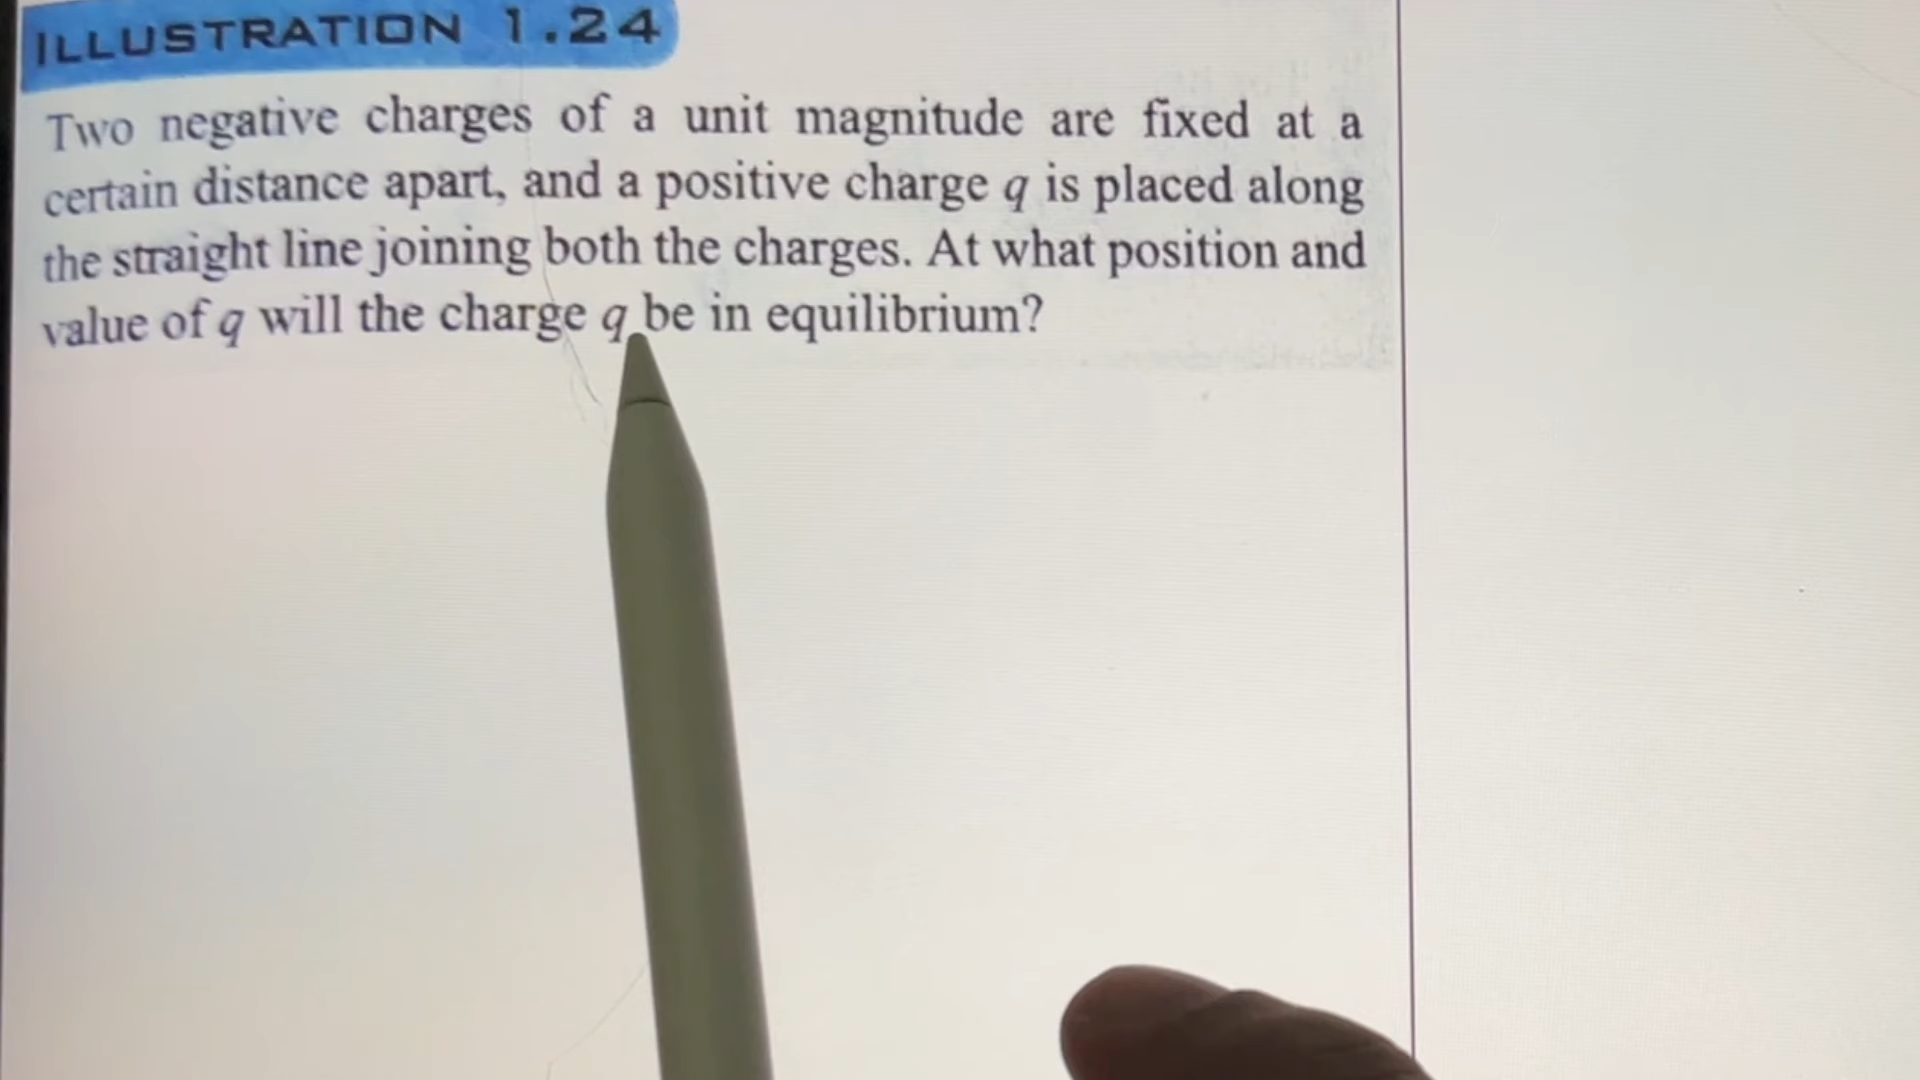 ILLUSTRATION 1.24
Two negative charges of a unit magnitude are fixed at a
certain distance apart, and a positive charge q is placed along
the straight line joining both the charges. At what position and
value of q will the charge q be in equilibrium?